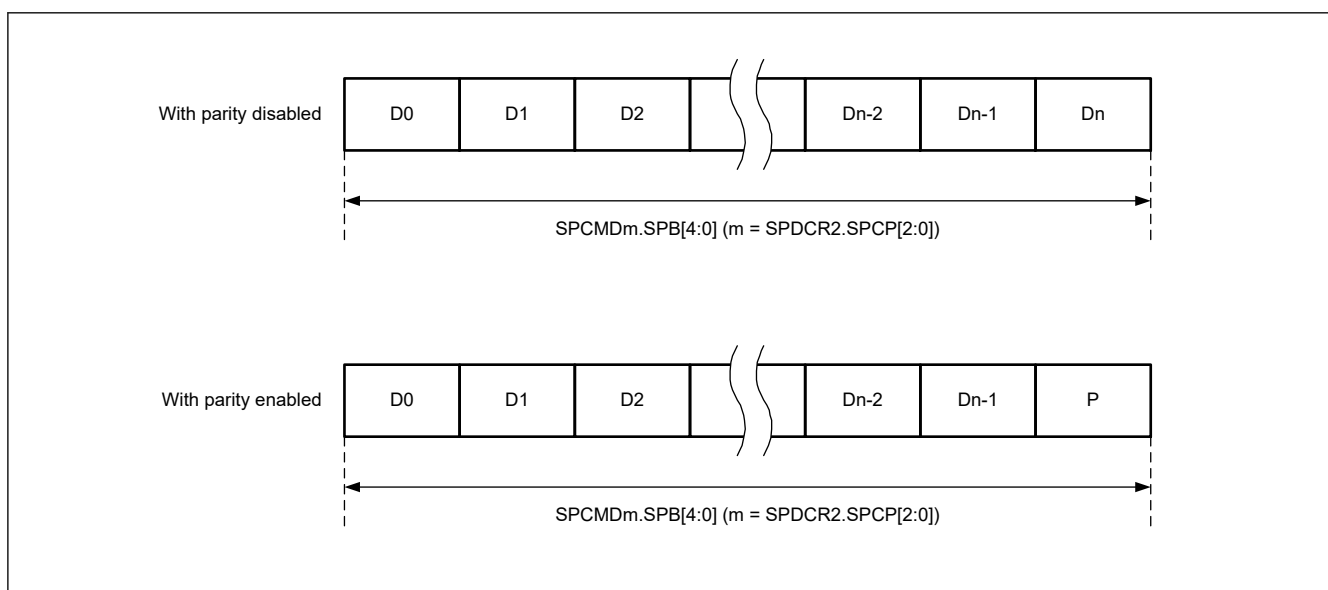 With parity disabled D0 D1 D2 Dn-2 Dn-1 Dn
SPCMDm.SPB[4:0] (m = SPDCR2.SPCP[2:0])
With parity enabled D0 D1 D2 Dn-2 Dn-1 P
SPCMDm.SPB[4:0] (m = SPDCR2.SPCP[2:0])